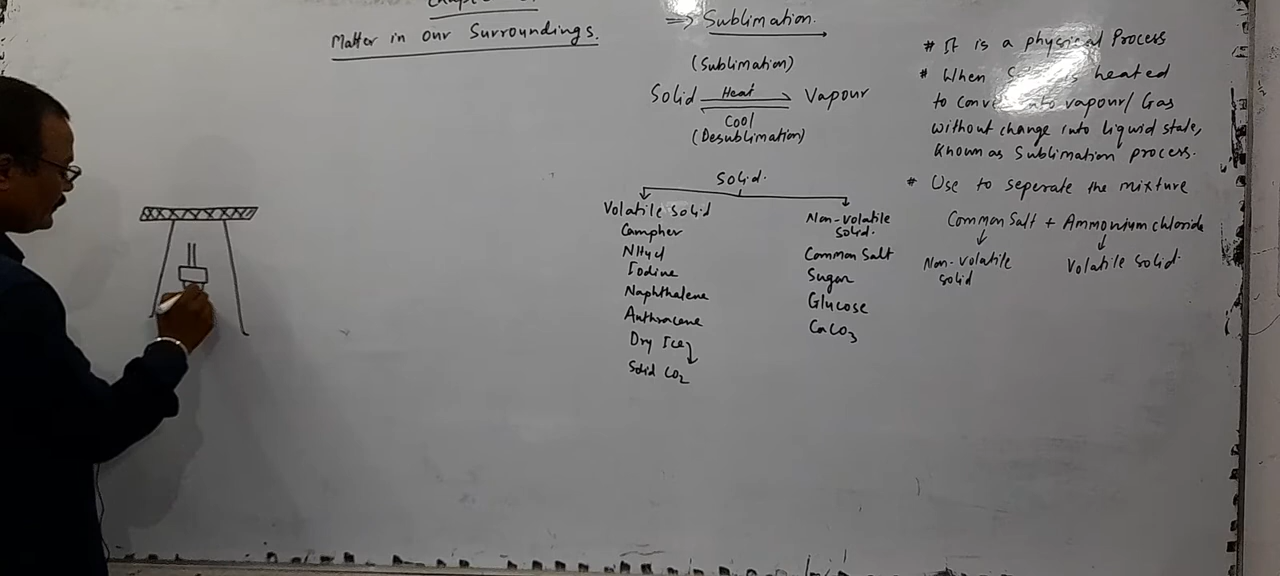 Matter in our Surroundings.
=> Sublimation.
(Sublimation)
Solid Heat Vapour
Cool
(Desublimation)
Solid.
Volatile Solid
Campher
NH4Cl
Iodine
Naphthalene
Anthracene
Dry Ice
Solid CO2
Non-volatile
solid.
Common Salt
Sugar
Glucose
CaCO3
# It is a physical Process
* When is heated
to vapour/ Gas
without change into liquid state,
Known as Sublimation process.
* Use to seperate the mixture
Common Salt + Ammonium chloride
Non-volatile
solid
Volatile Solid.